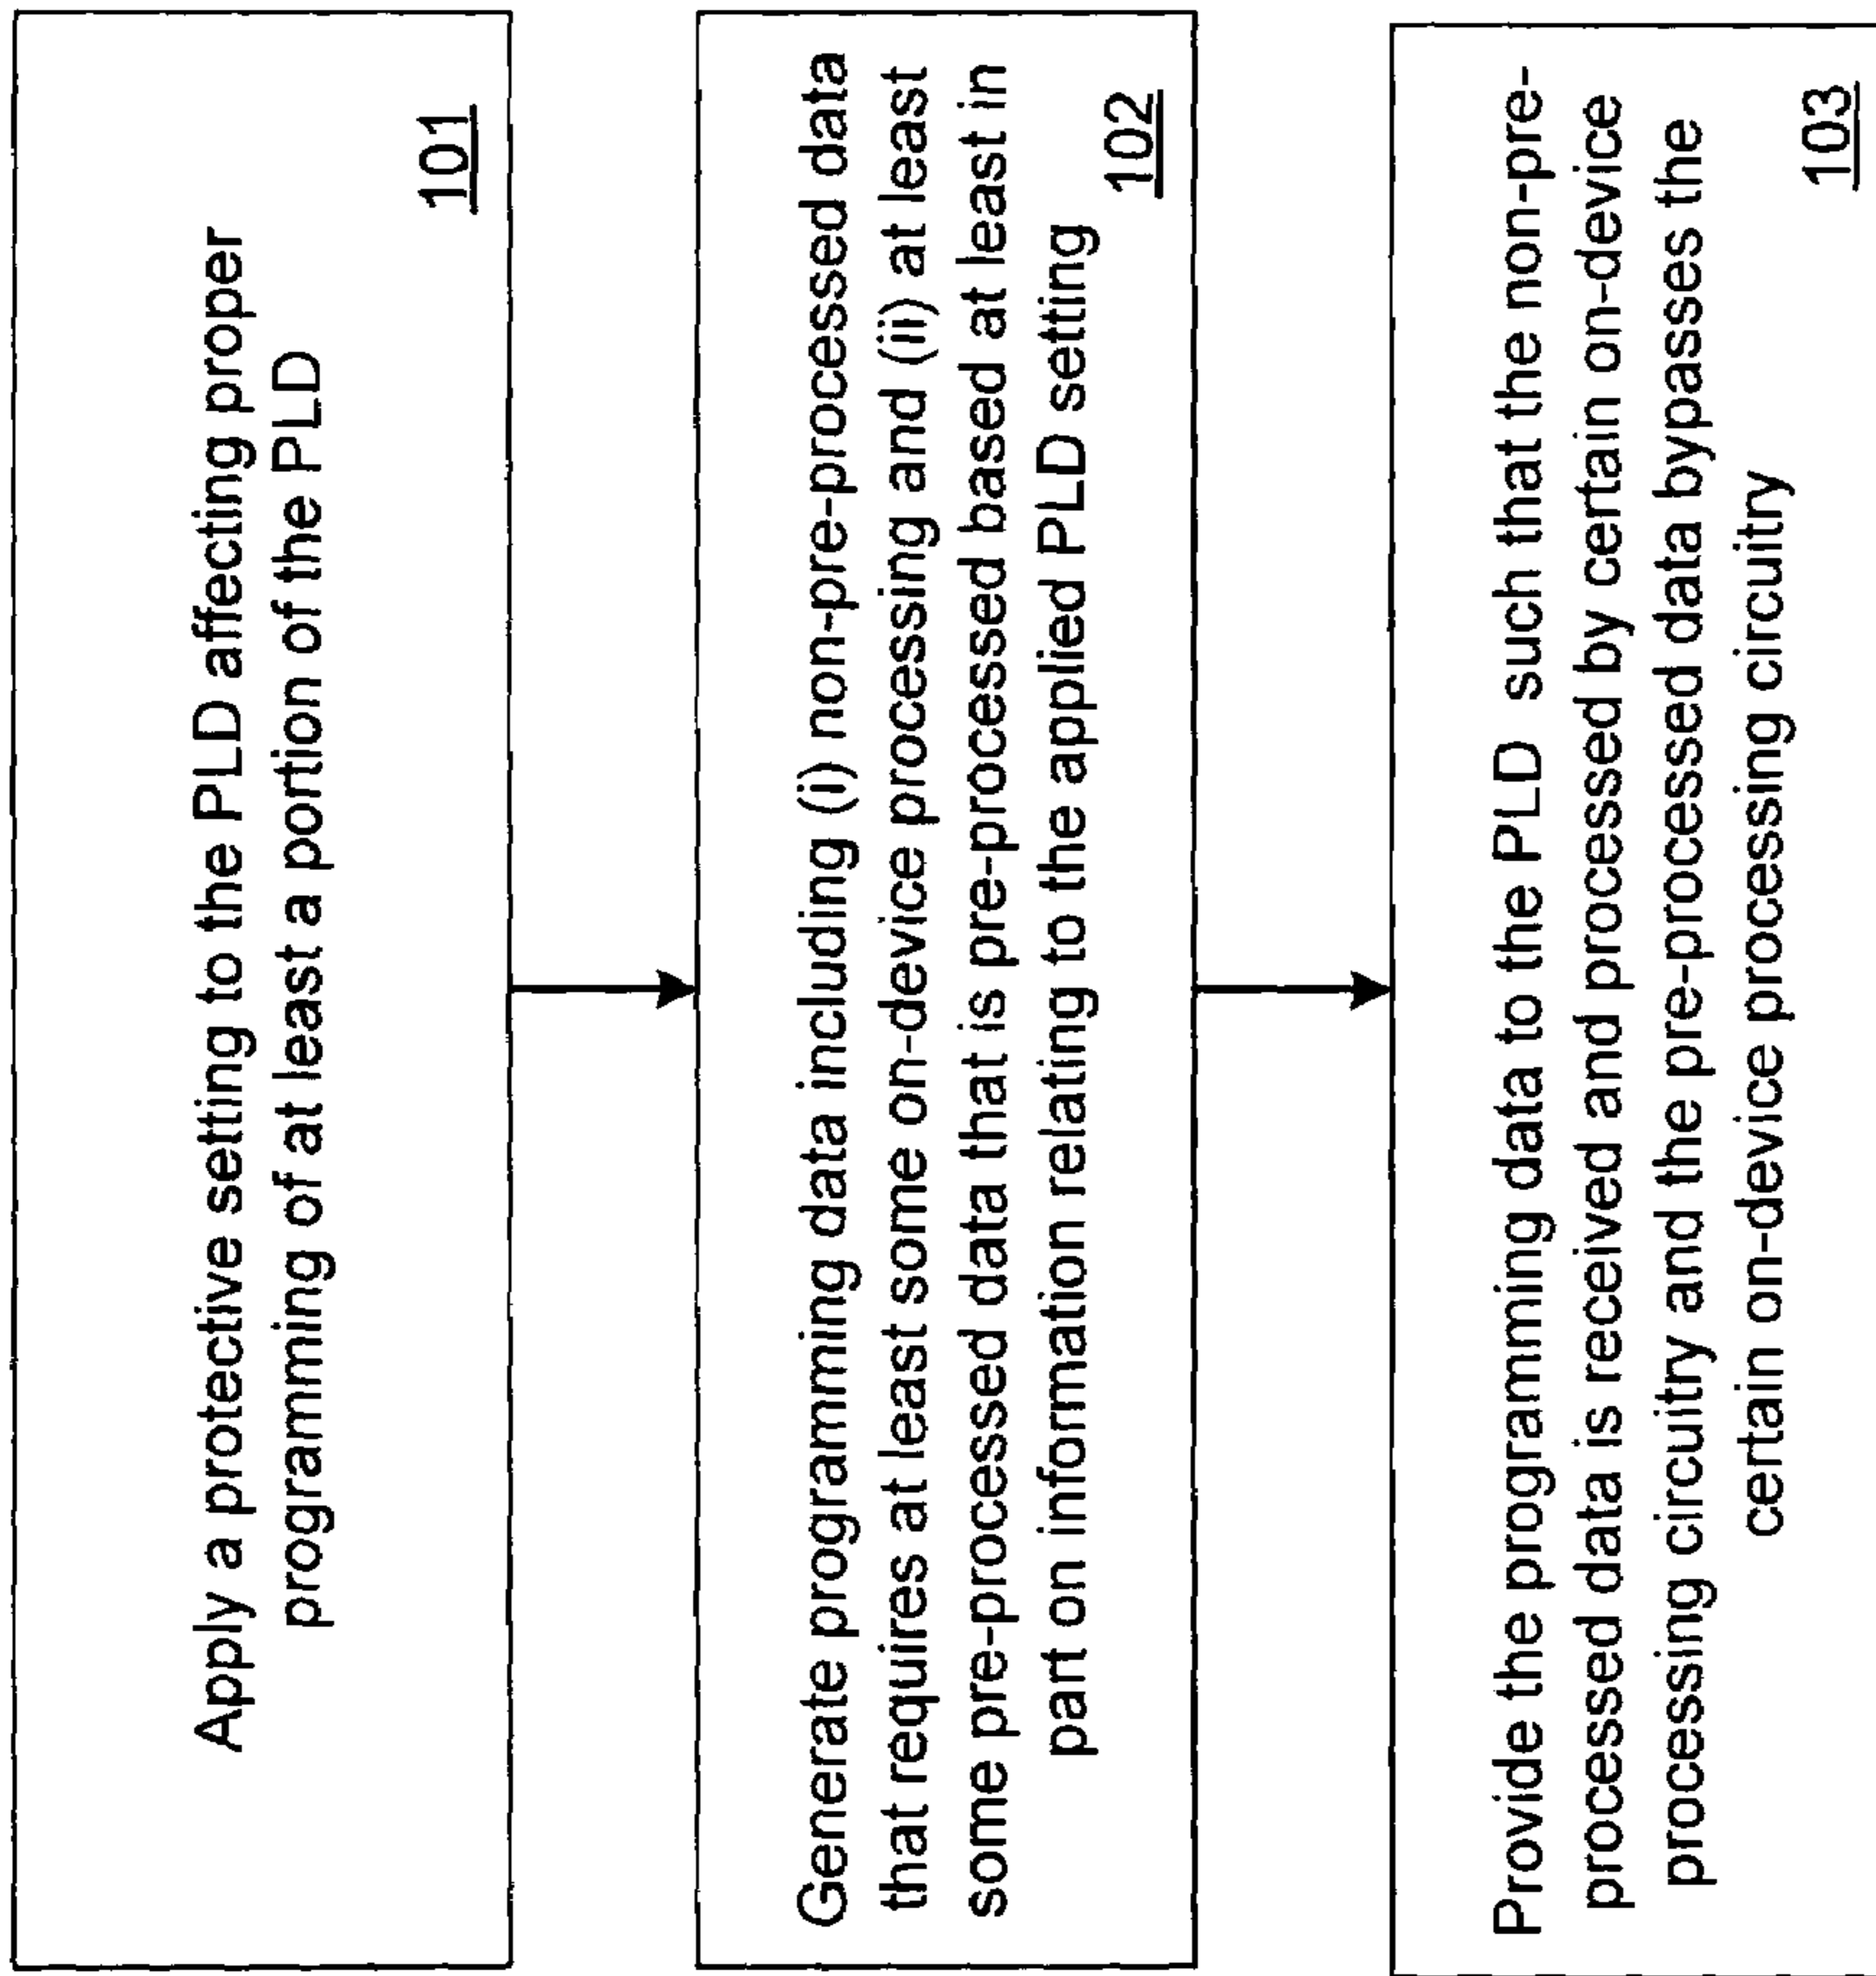 Apply a protective setting to the PLD affecting proper
programming of at least a portion of the PLD
101
Generate programming data including (i) non-pre-processed data
that requires at least some on-device processing and (ii) at least
some pre-processed data that is pre-processed based at least in
part on information relating to the applied PLD setting
102
Provide the programming data to the PLD such that the non-pre-
processed data is received and processed by certain on-device
processing circuitry and the pre-processed data bypasses the
certain on-device processing circuitry
103